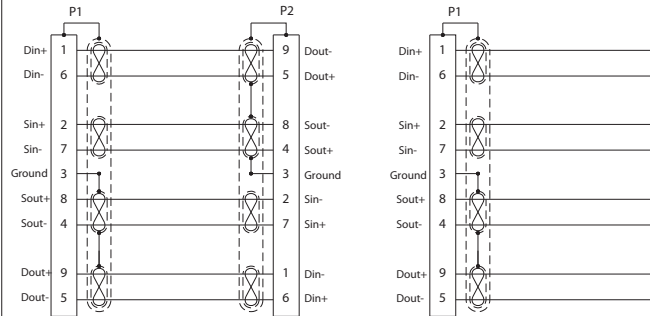 P1 P2 P1
Din+ 1 9 Dout- Din+ 1
Din- 6 5 Dout+ Din- 6
Sin+ 2 8 Sout- Sin+ 2
Sin- 7 4 Sout+ Sin- 7
Ground 3 3 Ground Ground 3
Sout+ 8 2 Sin- Sout+ 8
Sout- 4 7 Sin+ Sout- 4
Dout+ 9 1 Din- Dout+ 9
Dout- 5 6 Din+ Dout- 5